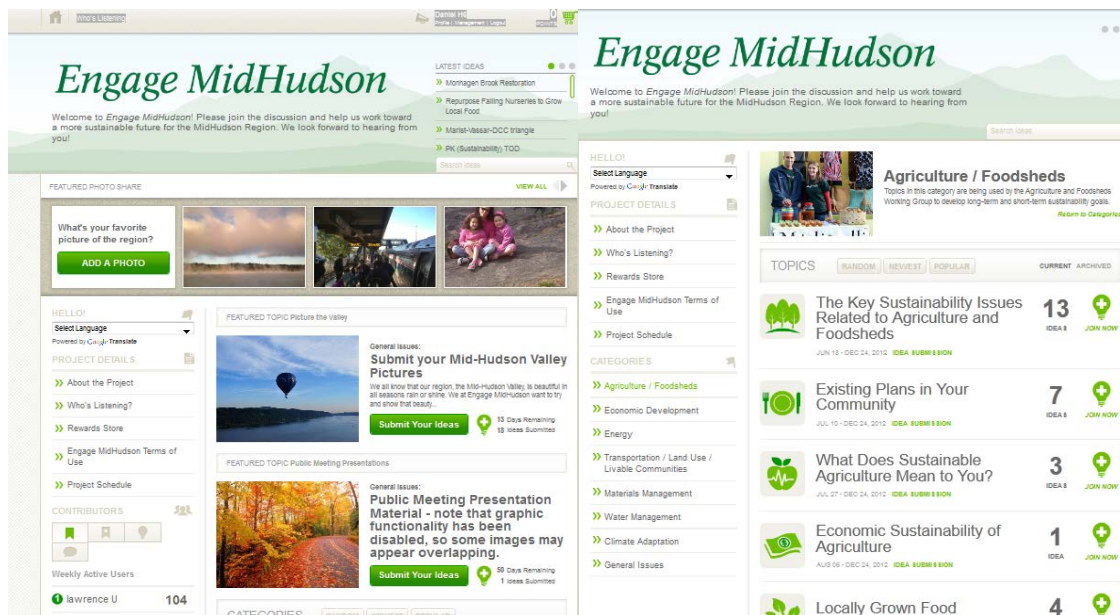 Who's Listening
Daniel H6
Profile | Management | Logout
0
POINTS
Engage MidHudson
Welcome to Engage MidHudson! Please join the discussion and help us work toward
a more sustainable future for the MidHudson Region. We look forward to hearing from
you!
LATEST IDEAS
Monhagen Brook Restoration
Repurpose Failing Nurseries to Grow
Local Food
Marist-Vassar-DCC triangle
PK (Sustainability) TOD
Search Ideas
FEATURED PHOTO SHARE
VIEW ALL
What's your favorite
picture of the region?
ADD A PHOTO
HELLO!
Select Language
Powered by Google Translate
PROJECT DETAILS
About the Project
Who's Listening?
Rewards Store
Engage MidHudson Terms of
Use
Project Schedule
CONTRIBUTORS
Weekly Active Users
1 lawrence U 104
FEATURED TOPIC Picture the Valley
General Issues:
Submit your Mid-Hudson Valley
Pictures
We all know that our region, the Mid-Hudson Valley, is beautiful in
all seasons rain or shine. We at Engage MidHudson want to try
and show that beauty...
Submit Your Ideas
13 Days Remaining
18 Ideas Submitted
FEATURED TOPIC Public Meeting Presentations
General Issues:
Public Meeting Presentation
Material - note that graphic
functionality has been
disabled, so some images may
appear overlapping.
Submit Your Ideas
50 Days Remaining
1 Ideas Submitted
CATEGORIES RANDOM NEWEST POPULAR
Engage MidHudson
Welcome to Engage MidHudson! Please join the discussion and help us work toward
a more sustainable future for the MidHudson Region. We look forward to hearing from
you!
Search Ideas
HELLO!
Select Language
Powered by Google Translate
PROJECT DETAILS
About the Project
Who's Listening?
Rewards Store
Engage MidHudson Terms of
Use
Project Schedule
CATEGORIES
Agriculture / Foodsheds
Economic Development
Energy
Transportation / Land Use /
Livable Communities
Materials Management
Water Management
Climate Adaptation
General Issues
Agriculture / Foodsheds
Topics in this category are being used by the Agriculture and Foodsheds
Working Group to develop long-term and short-term sustainability goals.
Return to Categories
TOPICS RANDOM NEWEST POPULAR CURRENT ARCHIVED
The Key Sustainability Issues
Related to Agriculture and
Foodsheds
JUN 18 - DEC 24, 2012 IDEA SUBMISSION
13
IDEAS
JOIN NOW
Existing Plans in Your
Community
JUL 10 - DEC 24, 2012 IDEA SUBMISSION
7
IDEAS
JOIN NOW
What Does Sustainable
Agriculture Mean to You?
JUL 27 - DEC 24, 2012 IDEA SUBMISSION
3
IDEAS
JOIN NOW
Economic Sustainability of
Agriculture
AUG 06 - DEC 24, 2012 IDEA SUBMISSION
1
IDEA
JOIN NOW
Locally Grown Food
4